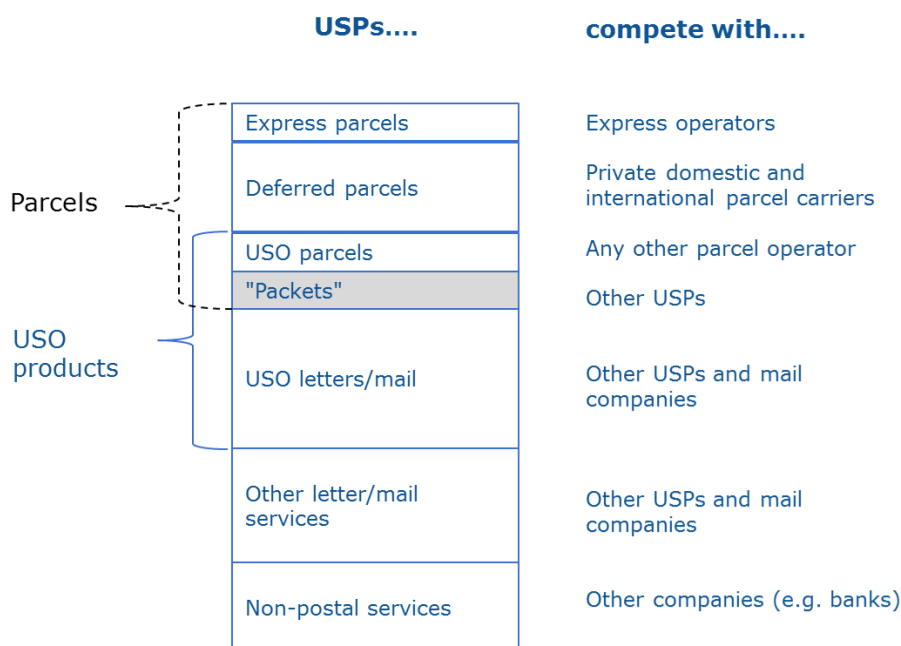 USPs....
compete with....
Express parcels
Express operators
Deferred parcels
Private domestic and
international parcel carriers
Parcels
USO parcels
Any other parcel operator
"Packets"
Other USPs
USO
products
USO letters/mail
Other USPs and mail
companies
Other letter/mail
services
Other USPs and mail
companies
Non-postal services
Other companies (e.g. banks)